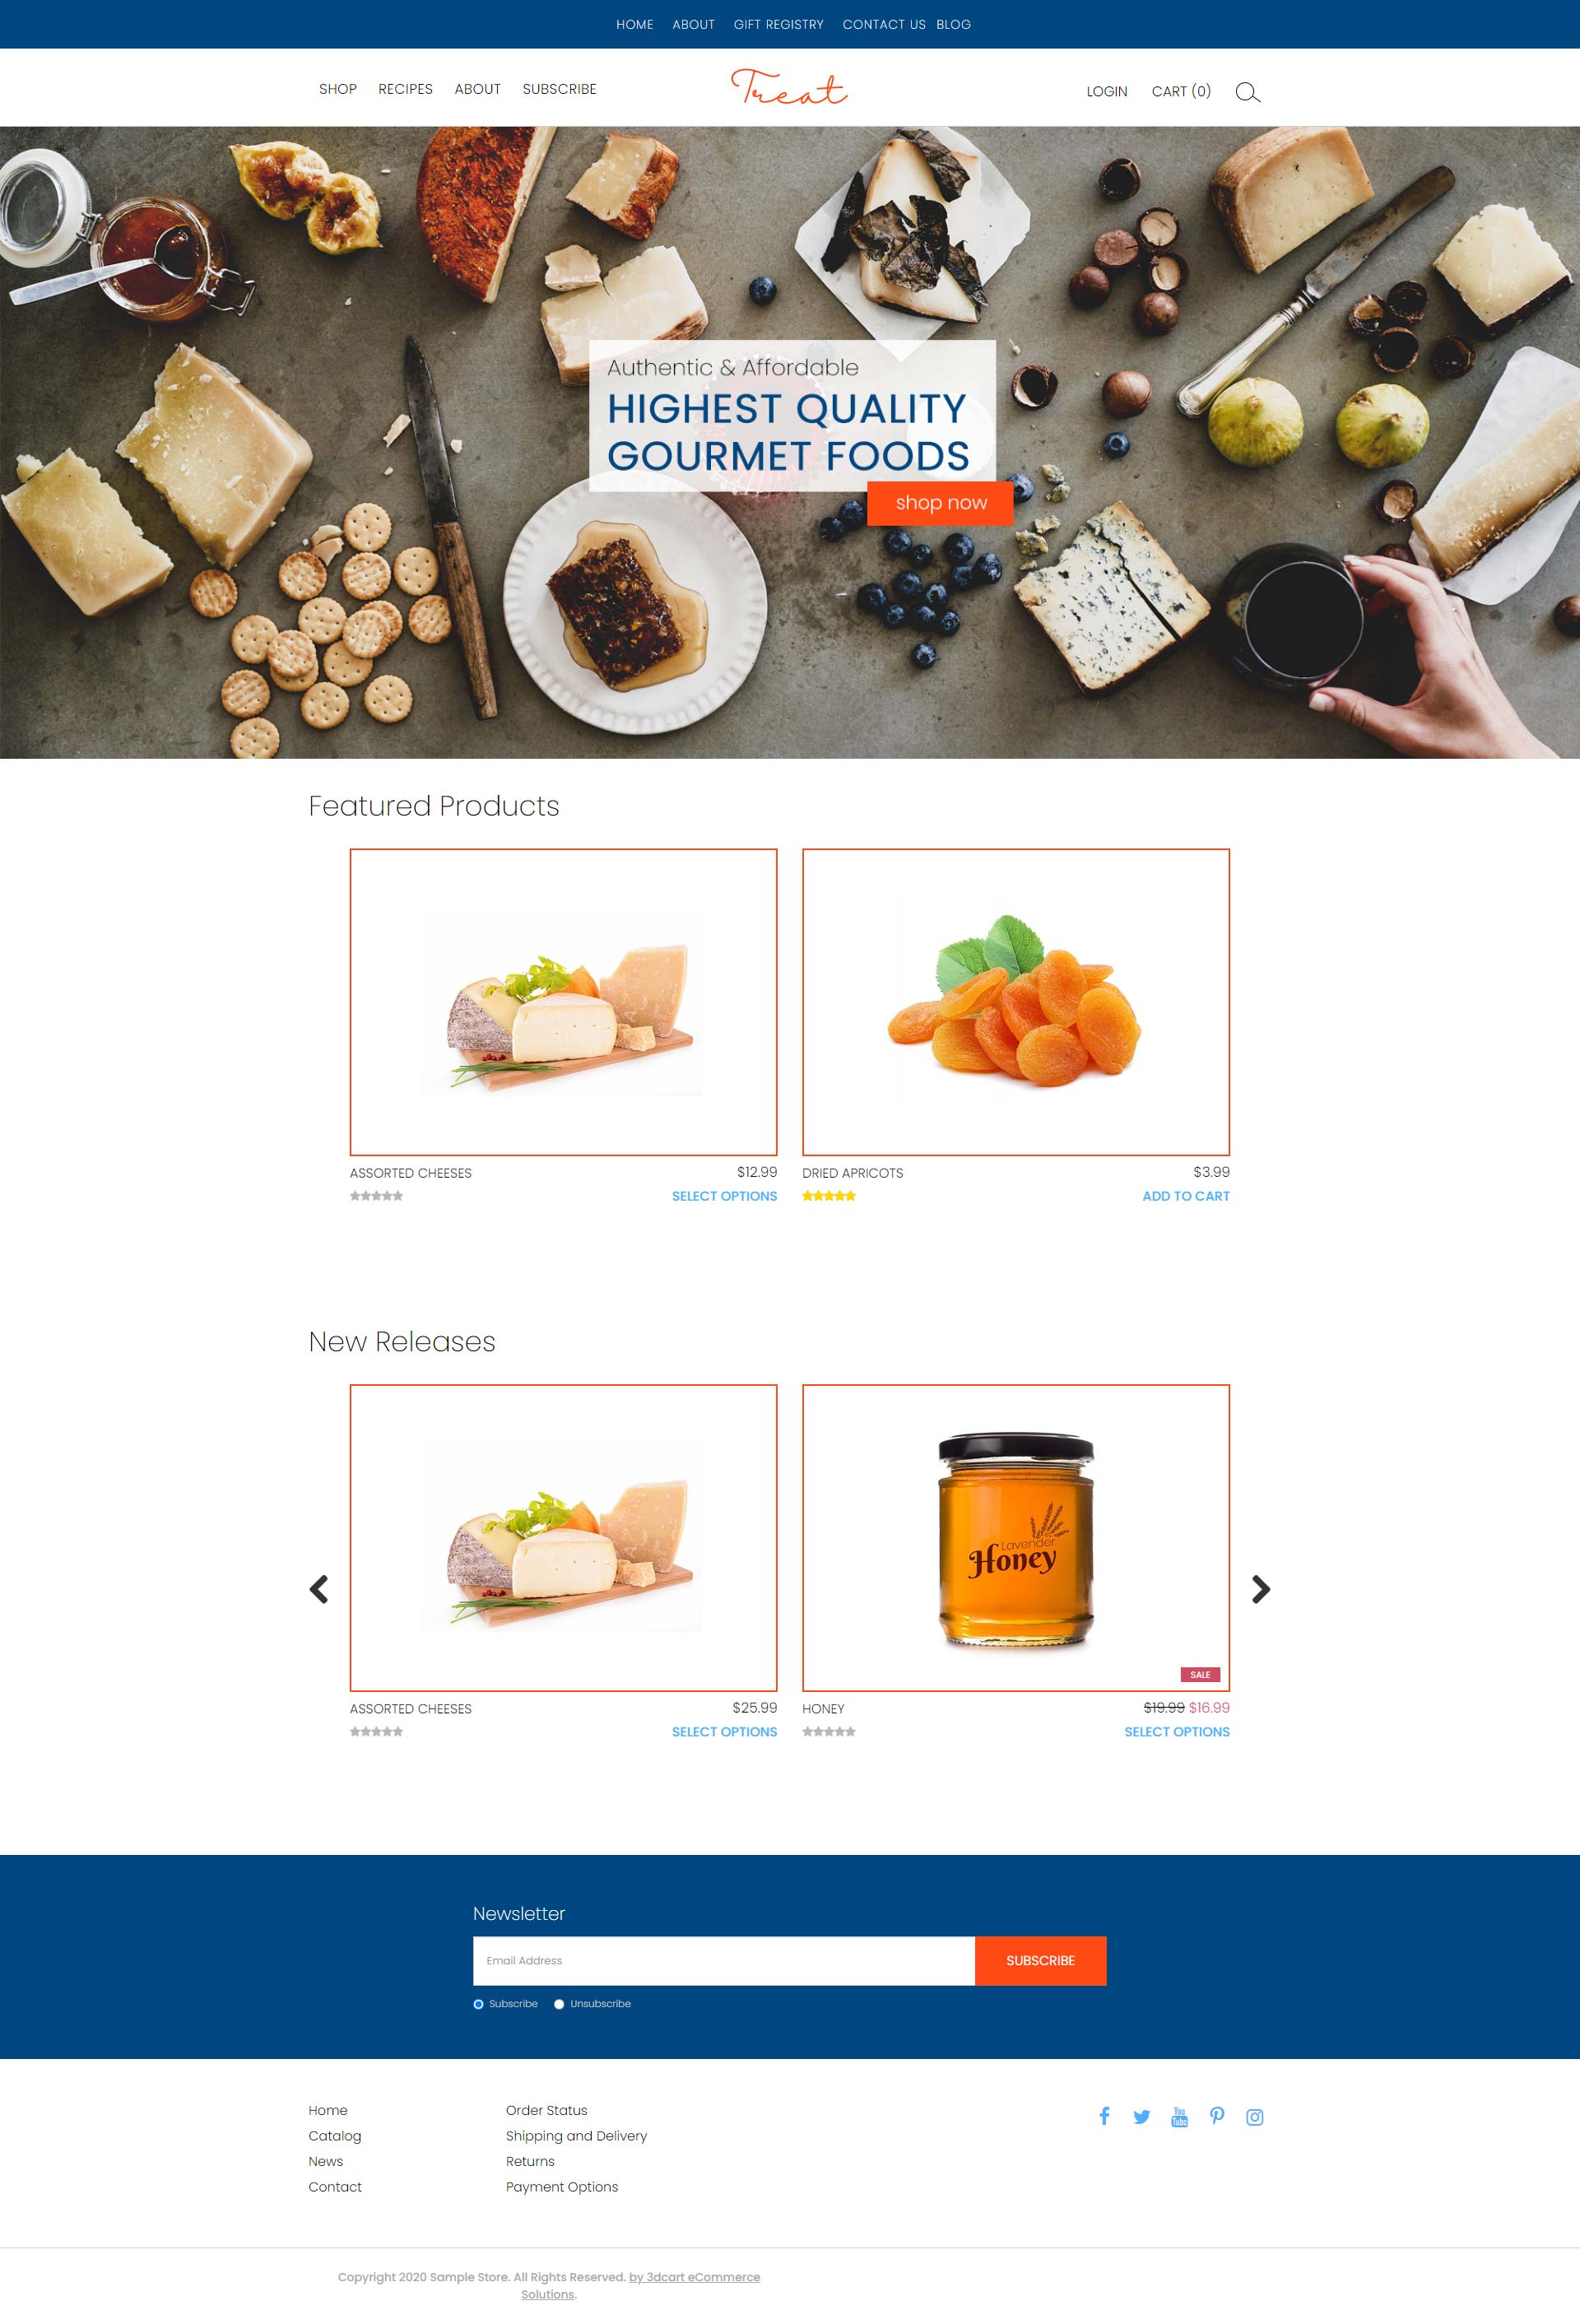 HOME ABOUT GIFT REGISTRY CONTACT US BLOG
SHOP RECIPES ABOUT SUBSCRIBE
Treat
LOGIN CART (0)
Authentic & Affordable
HIGHEST QUALITY
GOURMET FOODS
shop now
Featured Products
ASSORTED CHEESES $12.99
SELECT OPTIONS
DRIED APRICOTS $3.99
ADD TO CART
New Releases
Lavender
Honey
SALE
ASSORTED CHEESES $25.99
SELECT OPTIONS
HONEY $19.99 $16.99
SELECT OPTIONS
Newsletter
Email Address
SUBSCRIBE
Subscribe Unsubscribe
Home
Catalog
News
Contact
Order Status
Shipping and Delivery
Returns
Payment Options
You
Tube
Copyright 2020 Sample Store. All Rights Reserved. by 3dcart eCommerce
Solutions.